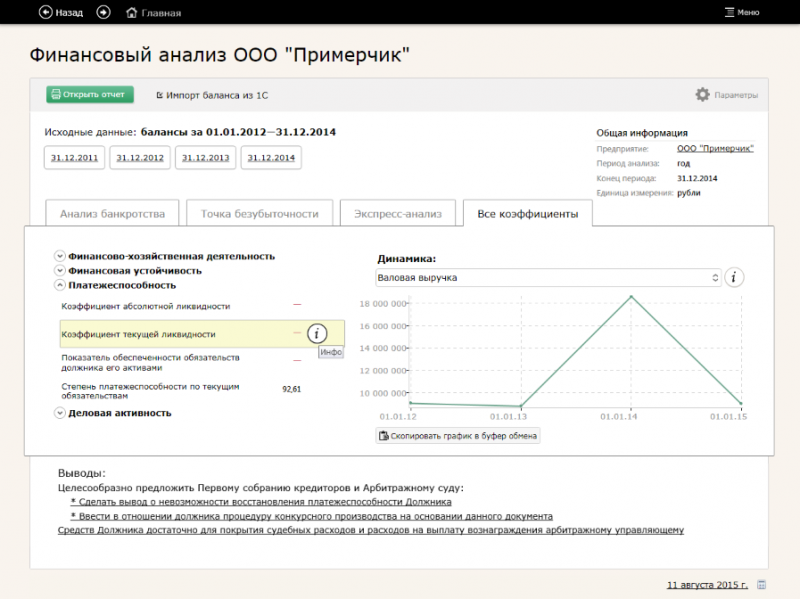 Назад
Главная
Меню
Финансовый анализ ООО "Примерчик"
Открыть отчет
Импорт баланса из 1С
Параметры
Исходные данные: балансы за 01.01.2012—31.12.2014
31.12.2011 31.12.2012 31.12.2013 31.12.2014
Общая информация
Предприятие: ООО "Примерчик"
Период анализа: год
Конец периода: 31.12.2014
Единица измерения: рубли
Анализ банкротства
Точка безубыточности
Экспресс-анализ
Все коэффициенты
Финансово-хозяйственная деятельность
Финансовая устойчивость
Платежеспособность
Коэффициент абсолютной ликвидности —
Коэффициент текущей ликвидности — i
Инфо
Показатель обеспеченности обязательств —
должника его активами
Степень платежеспособности по текущим 92,61
обязательствам
Деловая активность
Динамика:
Валовая выручка i
18 000 000
16 000 000
14 000 000
12 000 000
10 000 000
01.01.12 01.01.13 01.01.14 01.01.15
Скопировать график в буфер обмена
Выводы:
Целесообразно предложить Первому собранию кредиторов и Арбитражному суду:
* Сделать вывод о невозможности восстановления платежеспособности Должника
* Ввести в отношении должника процедуру конкурсного производства на основании данного документа
Средств Должника достаточно для покрытия судебных расходов и расходов на выплату вознаграждения арбитражному управляющему
11 августа 2015 г.